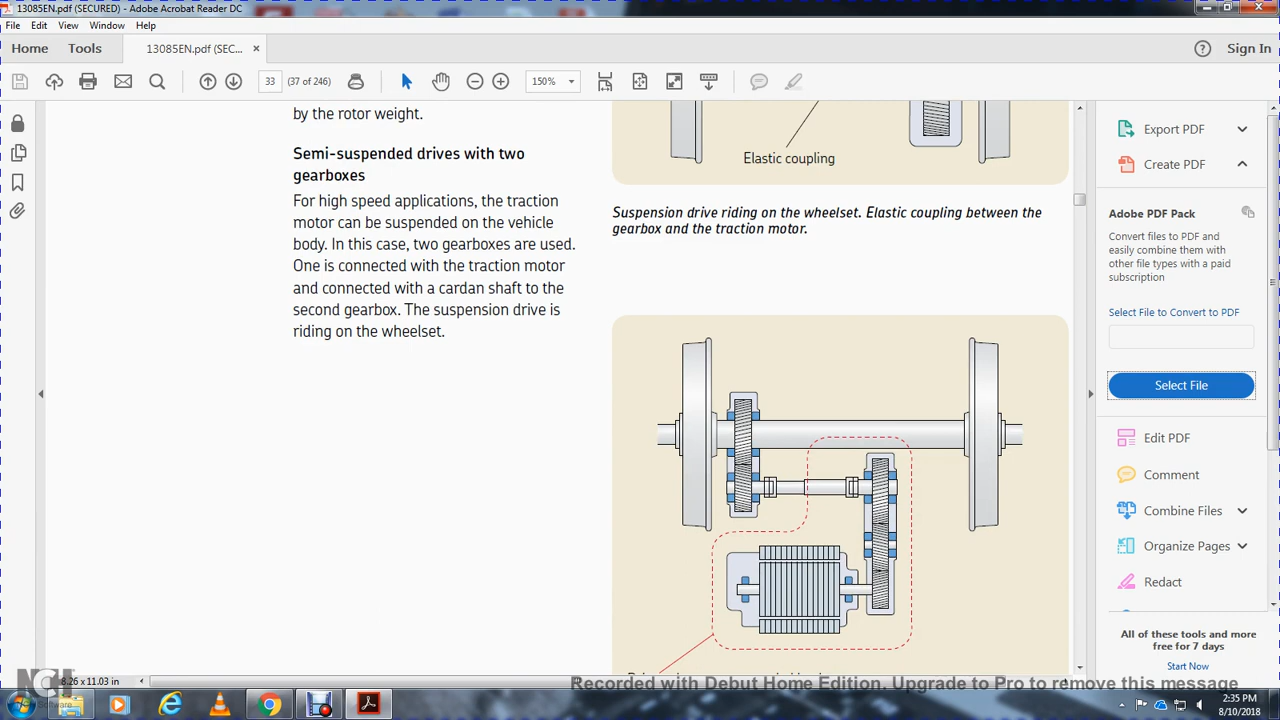 13085EN.pdf (SECURED) - Adobe Acrobat Reader DC
File Edit View Window Help
Home Tools 13085EN.pdf (SEC... × Sign In
33 (37 of 246) 150%
by the rotor weight.
Semi-suspended drives with two
gearboxes
For high speed applications, the traction
motor can be suspended on the vehicle
body. In this case, two gearboxes are used.
One is connected with the traction motor
and connected with a cardan shaft to the
second gearbox. The suspension drive is
riding on the wheelset.
Elastic coupling
Suspension drive riding on the wheelset. Elastic coupling between the
gearbox and the traction motor.
Export PDF
Create PDF
Adobe PDF Pack
Convert files to PDF and
easily combine them with
other file types with a paid
subscription
Select File to Convert to PDF
Select File
Edit PDF
Comment
Combine Files
Organize Pages
Redact
All of these tools and more
free for 7 days
Start Now
8.26 x 11.03 in
NCH
Software
Recorded with Debut Home Edition. Upgrade to Pro to remove this message
2:35 PM
8/10/2018